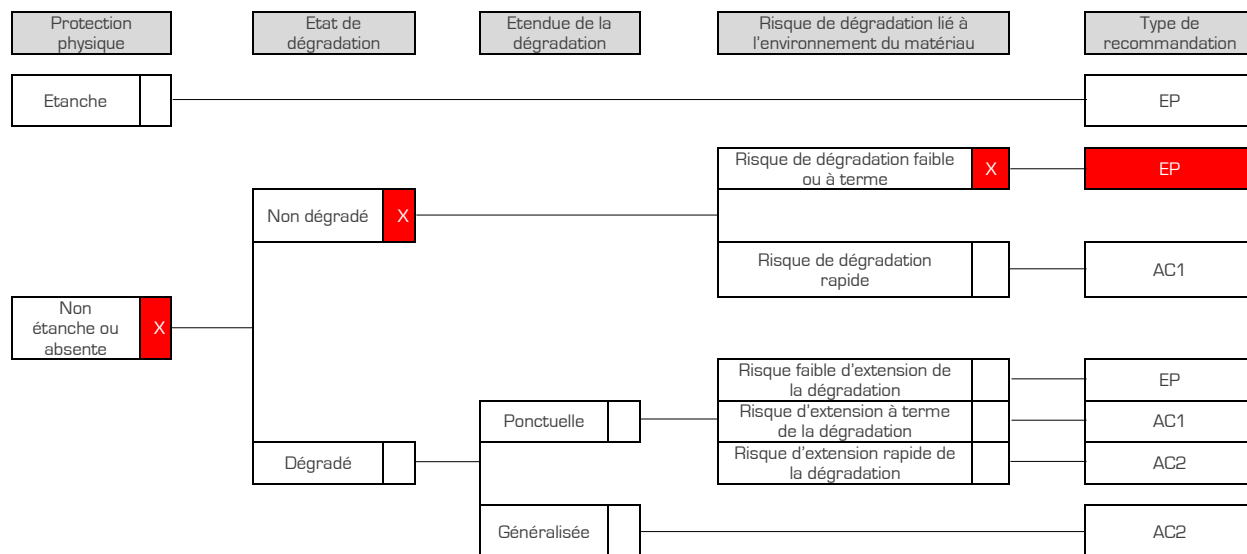 Protection
physique
Etat de
dégradation
Etendue de la
dégradation
Risque de dégradation lié à
l'environnement du matériau
Type de
recommandation
Etanche
EP
Risque de dégradation faible
ou à terme
X
EP
Non dégradé
X
Risque de dégradation
rapide
AC1
Non
étanche ou
absente
X
Risque faible d'extension de
la dégradation
EP
Ponctuelle
Risque d'extension à terme
de la dégradation
AC1
Dégradé
Risque d'extension rapide de
la dégradation
AC2
Généralisée
AC2